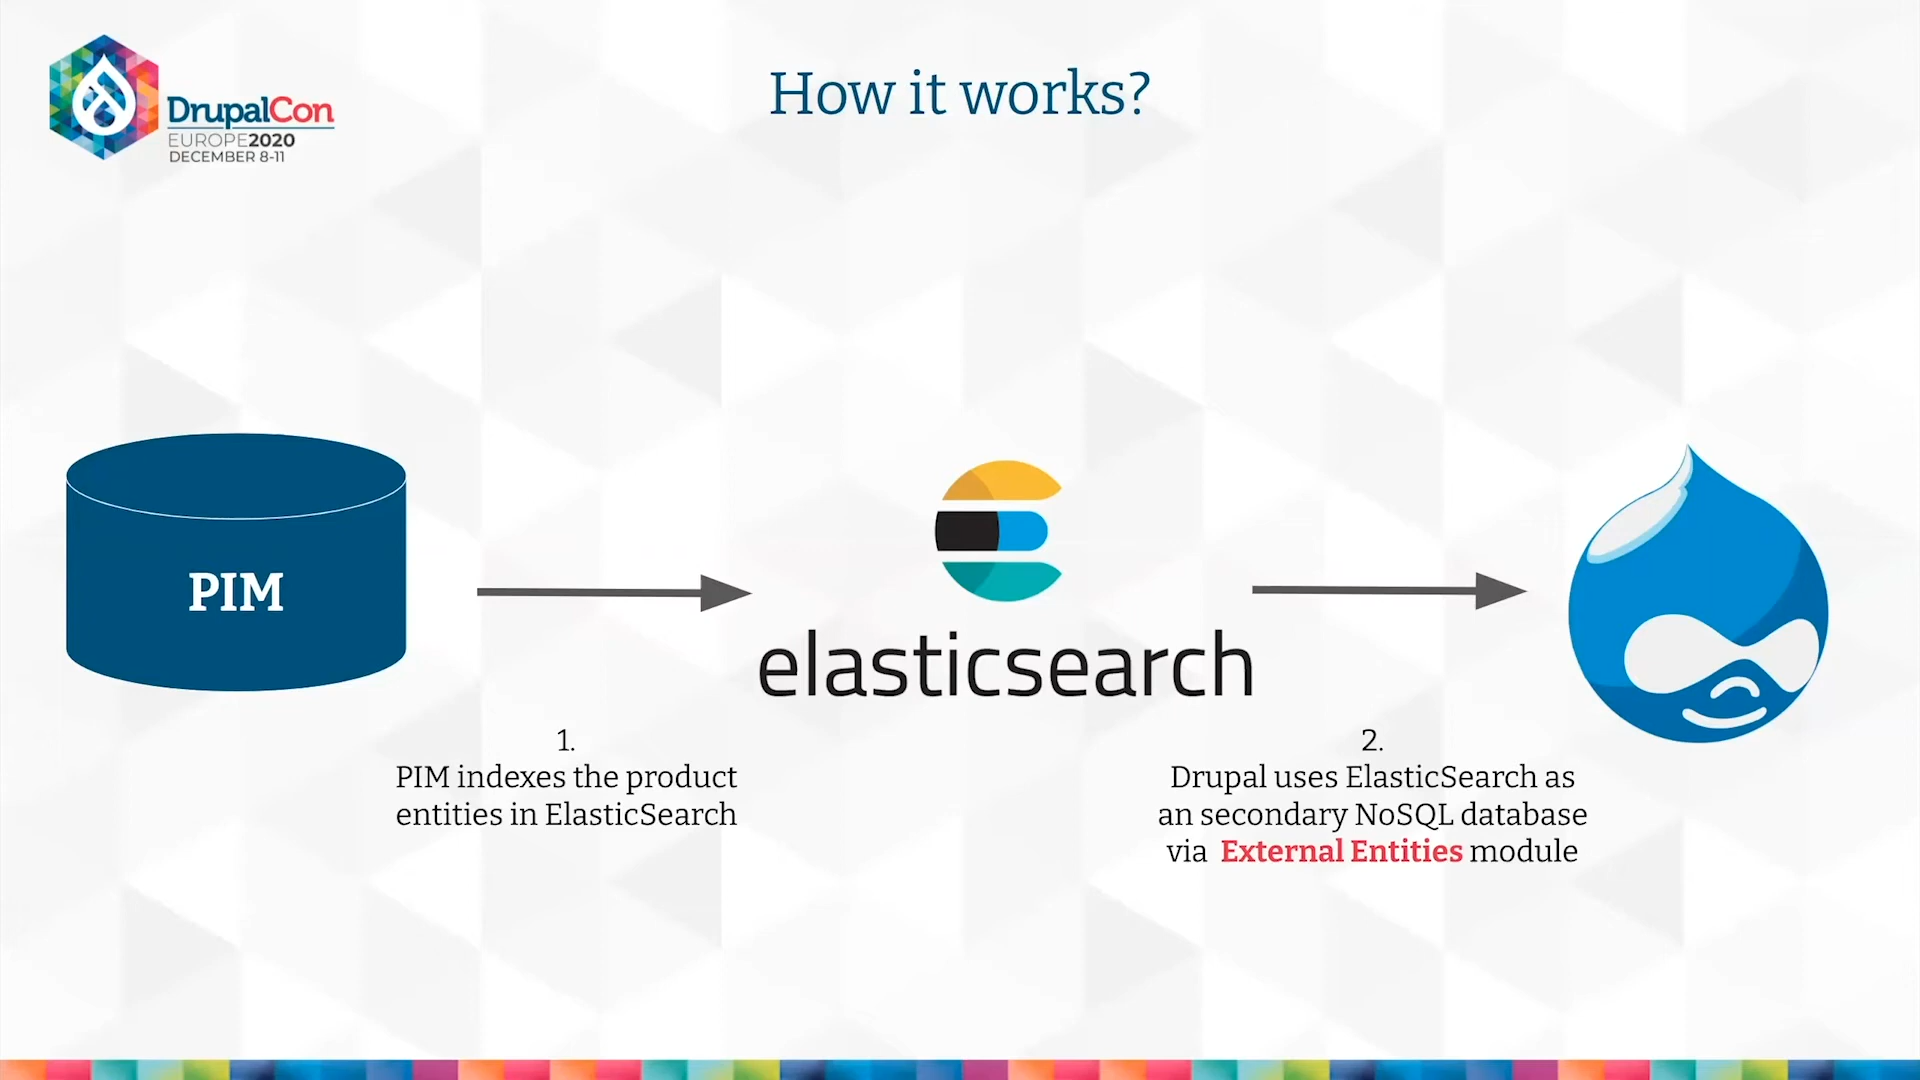 DrupalCon
EUROPE2020
DECEMBER 8-11
How it works?
PIM
elasticsearch
1.
PIM indexes the product
entities in ElasticSearch
2.
Drupal uses ElasticSearch as
an secondary NoSQL database
via External Entities module